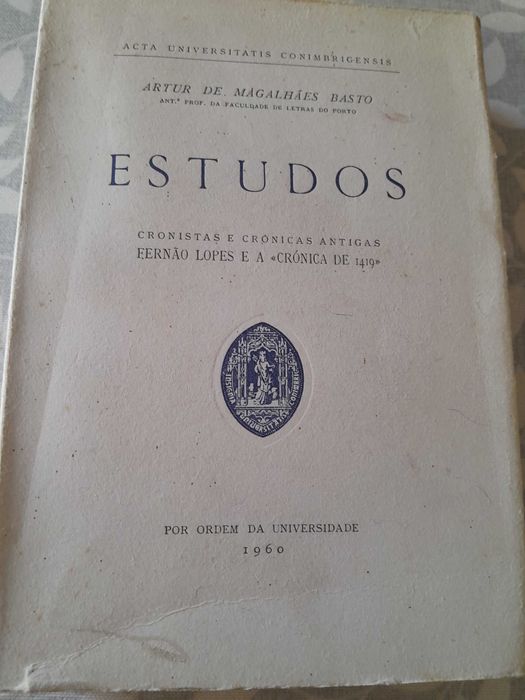 ACTA UNIVERSITATIS CONIMBRIGENSIS
ARTUR DE MAGALHÃES BASTO
ANT.º PROF. DA FACULDADE DE LETRAS DO PORTO
ESTUDOS
CRONISTAS E CRÓNICAS ANTIGAS
FERNÃO LOPES E A «CRÓNICA DE 1419»
POR ORDEM DA UNIVERSIDADE
1960